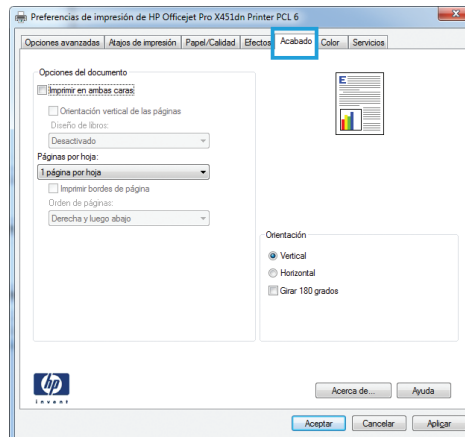 Preferencias de impresión de HP Officejet Pro X451dn Printer PCL 6
Opciones avanzadas Atajos de impresión Papel/Calidad Efectos Acabado Color Servicios
Opciones del documento
Imprimir en ambas caras
Orientación vertical de las páginas
Diseño de libros:
Desactivado
Páginas por hoja:
1 página por hoja
Imprimir bordes de página
Orden de páginas:
Derecha y luego abajo
E
Orientación
Vertical
Horizontal
Girar 180 grados
hp
invent
Acerca de... Ayuda
Aceptar Cancelar Aplicar